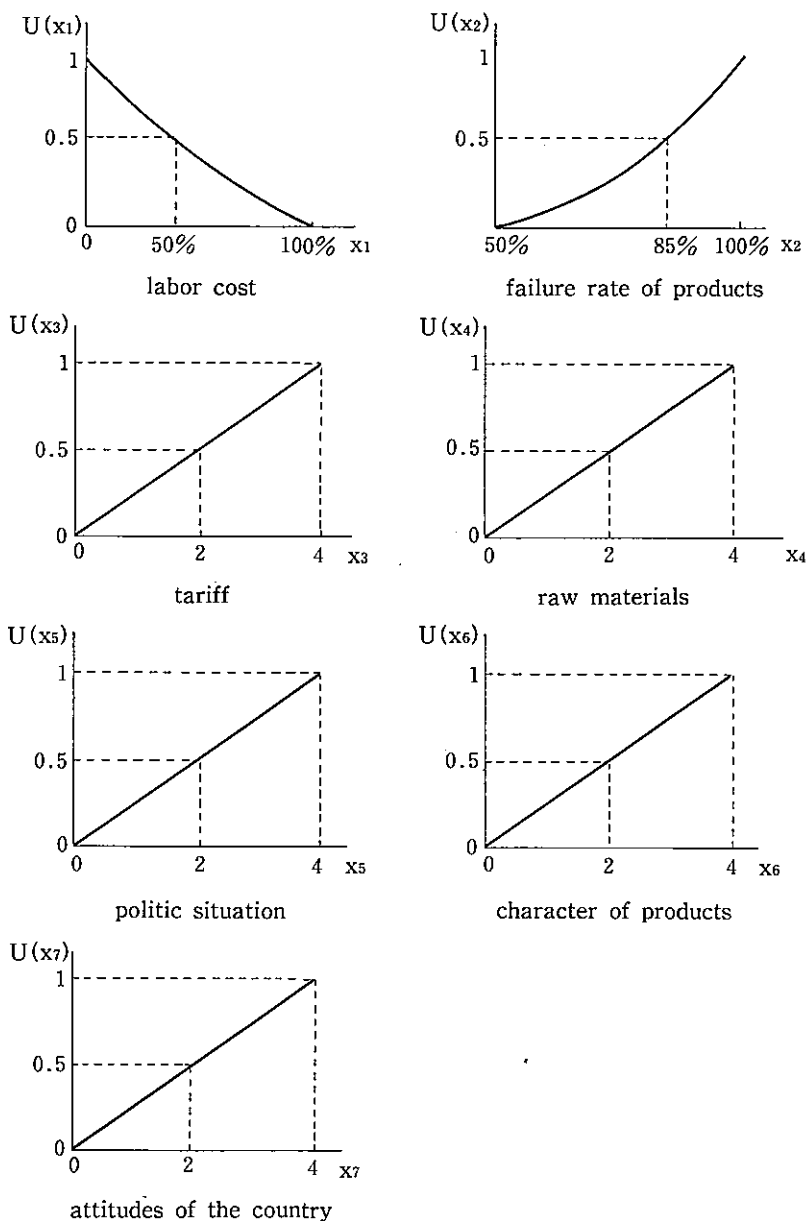 U(x1)
1
0.5
0
0 50% 100% x1
labor cost
U(x2)
1
0.5
50% 85% 100% x2
failure rate of products
U(x3)
1
0.5
0
0 2 4 x3
tariff
U(x4)
1
0.5
0
0 2 4 x4
raw materials
U(x5)
1
0.5
0
0 2 4 x5
politic situation
U(x6)
1
0.5
0
0 2 4 x6
character of products
U(x7)
1
0.5
0
0 2 4 x7
attitudes of the country